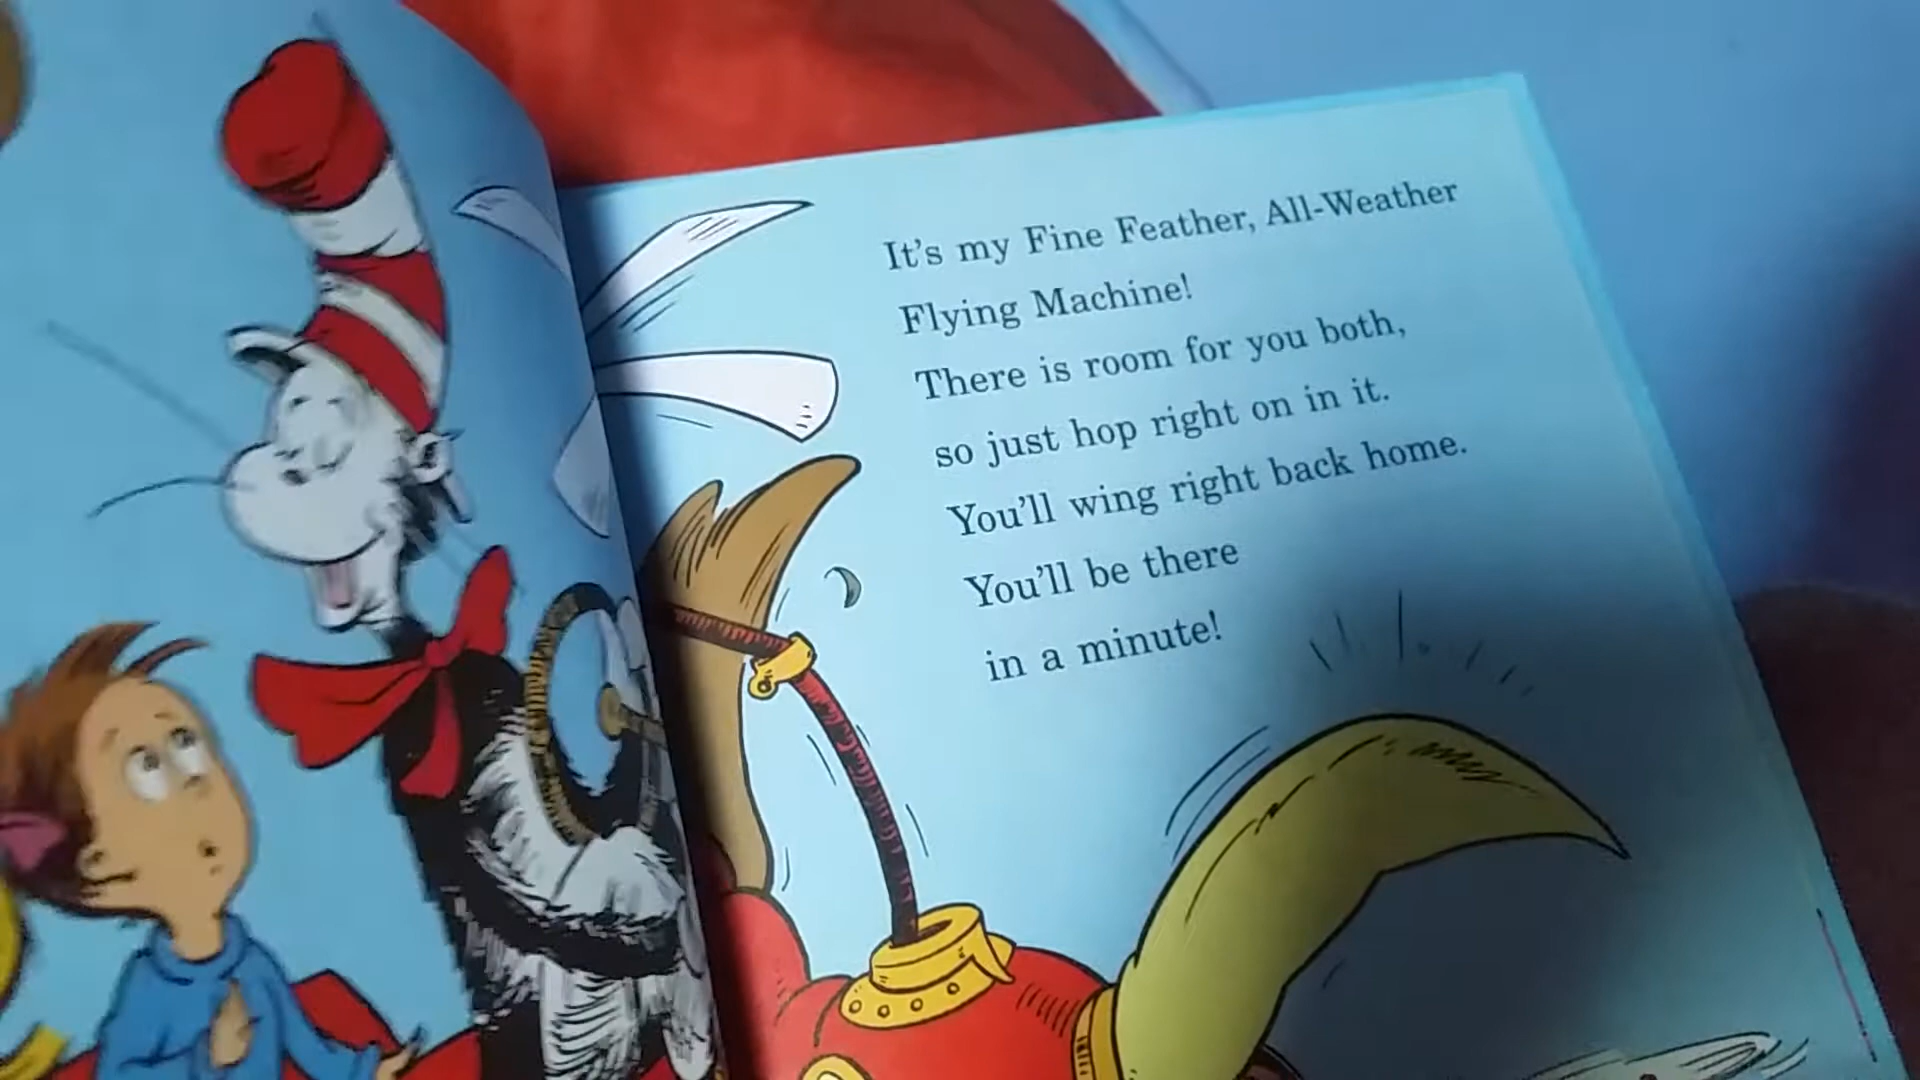 It's my Fine Feather, All-Weather
Flying Machine!
There is room for you both,
so just hop right on in it.
You'll wing right back home.
You'll be there
in a minute!